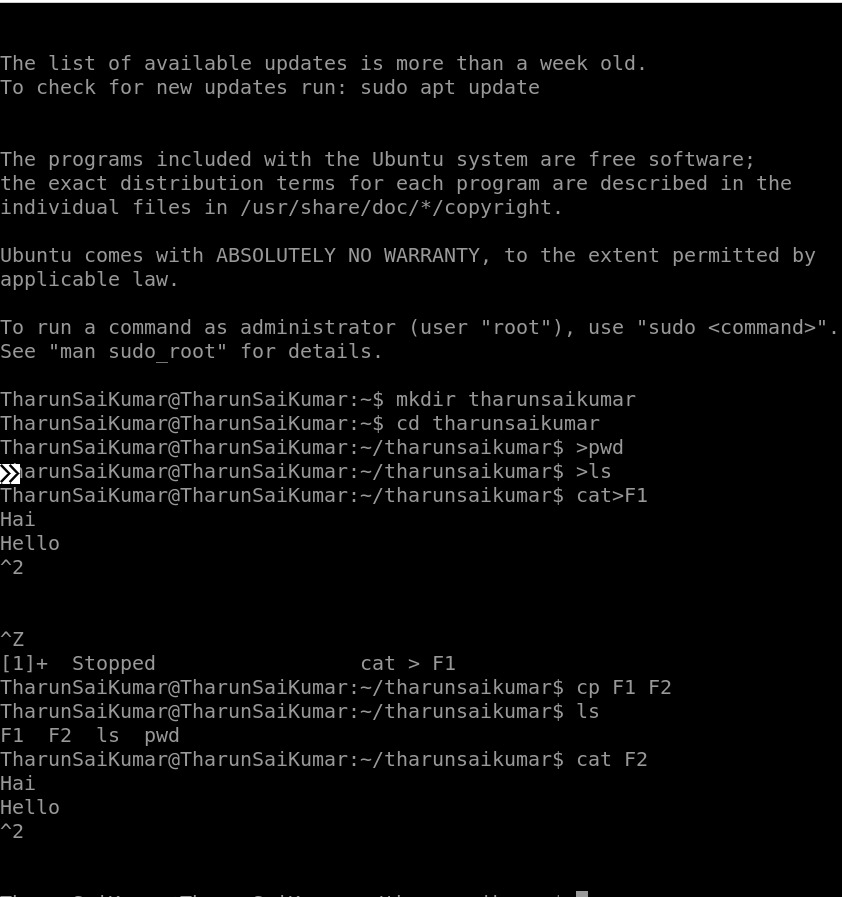 The list of available updates is more than a week old.
To check for new updates run: sudo apt update
The programs included with the Ubuntu system are free software;
the exact distribution terms for each program are described in the
individual files in /usr/share/doc/*/copyright.
Ubuntu comes with ABSOLUTELY NO WARRANTY, to the extent permitted by
applicable law.
To run a command as administrator (user "root"), use "sudo <command>".
See "man sudo_root" for details.
TharunSaiKumar@TharunSaiKumar:~$ mkdir tharunsaikumar
TharunSaiKumar@TharunSaiKumar:~$ cd tharunsaikumar
TharunSaiKumar@TharunSaiKumar:~/tharunsaikumar$ >pwd
arunSaiKumar@TharunSaiKumar:~/tharunsaikumar$ >ls
TharunSaiKumar@TharunSaiKumar:~/tharunsaikumar$ cat>F1
Hai
Hello
^2
^Z
[1]+  Stopped                 cat > F1
TharunSaiKumar@TharunSaiKumar:~/tharunsaikumar$ cp F1 F2
TharunSaiKumar@TharunSaiKumar:~/tharunsaikumar$ ls
F1  F2  ls  pwd
TharunSaiKumar@TharunSaiKumar:~/tharunsaikumar$ cat F2
Hai
Hello
^2